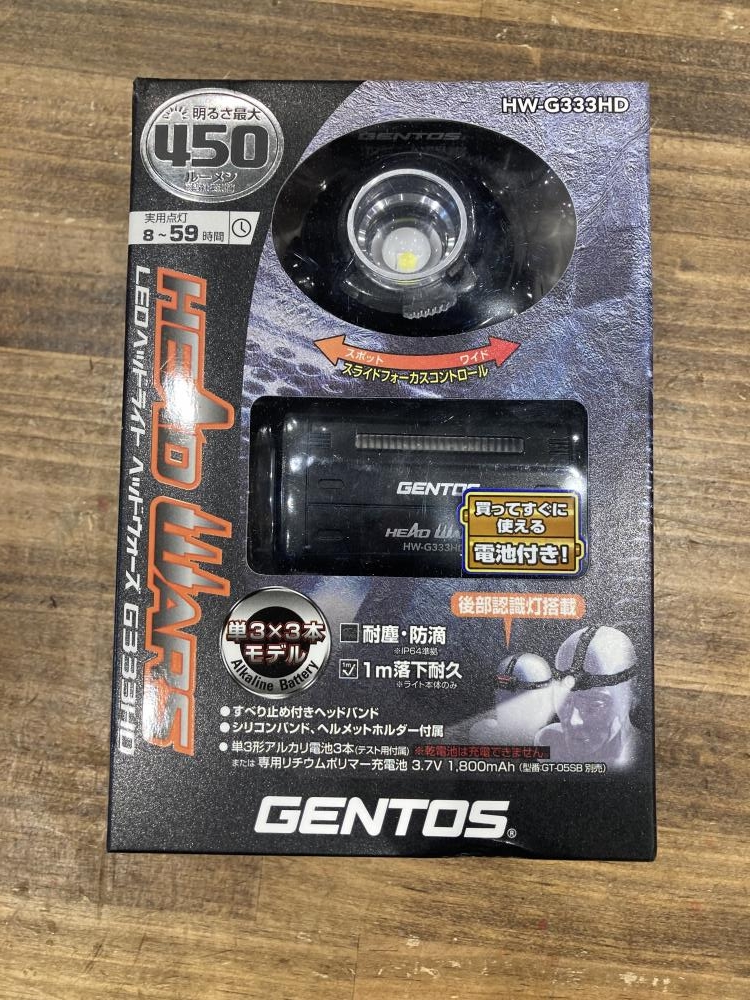 HW-G333HD
明るさ最大
450
ルーメン
実用点灯
8~59時間
GENTOS
スポット
ワイド
スライドフォーカスコントロール
HEAD WARS
LEDヘッドライト ヘッドウォーズ G333HD
GENTOS
HEAD WA
HW-G333H
買ってすぐに
使える
電池付き!
後部認識灯搭載
単3×3本
モデル
Alkaline Battery
耐塵・防滴
※IP64準拠
1m
1m落下耐久
※ライト本体のみ
●すべり止め付きヘッドバンド
●シリコンバンド、ヘルメットホルダー付属
●単3形アルカリ電池3本(テスト用付属) ※乾電池は充電できません。
または 専用リチウムポリマー充電池 3.7V 1,800mAh (型番:GT-05SB 別売)
GENTOS®